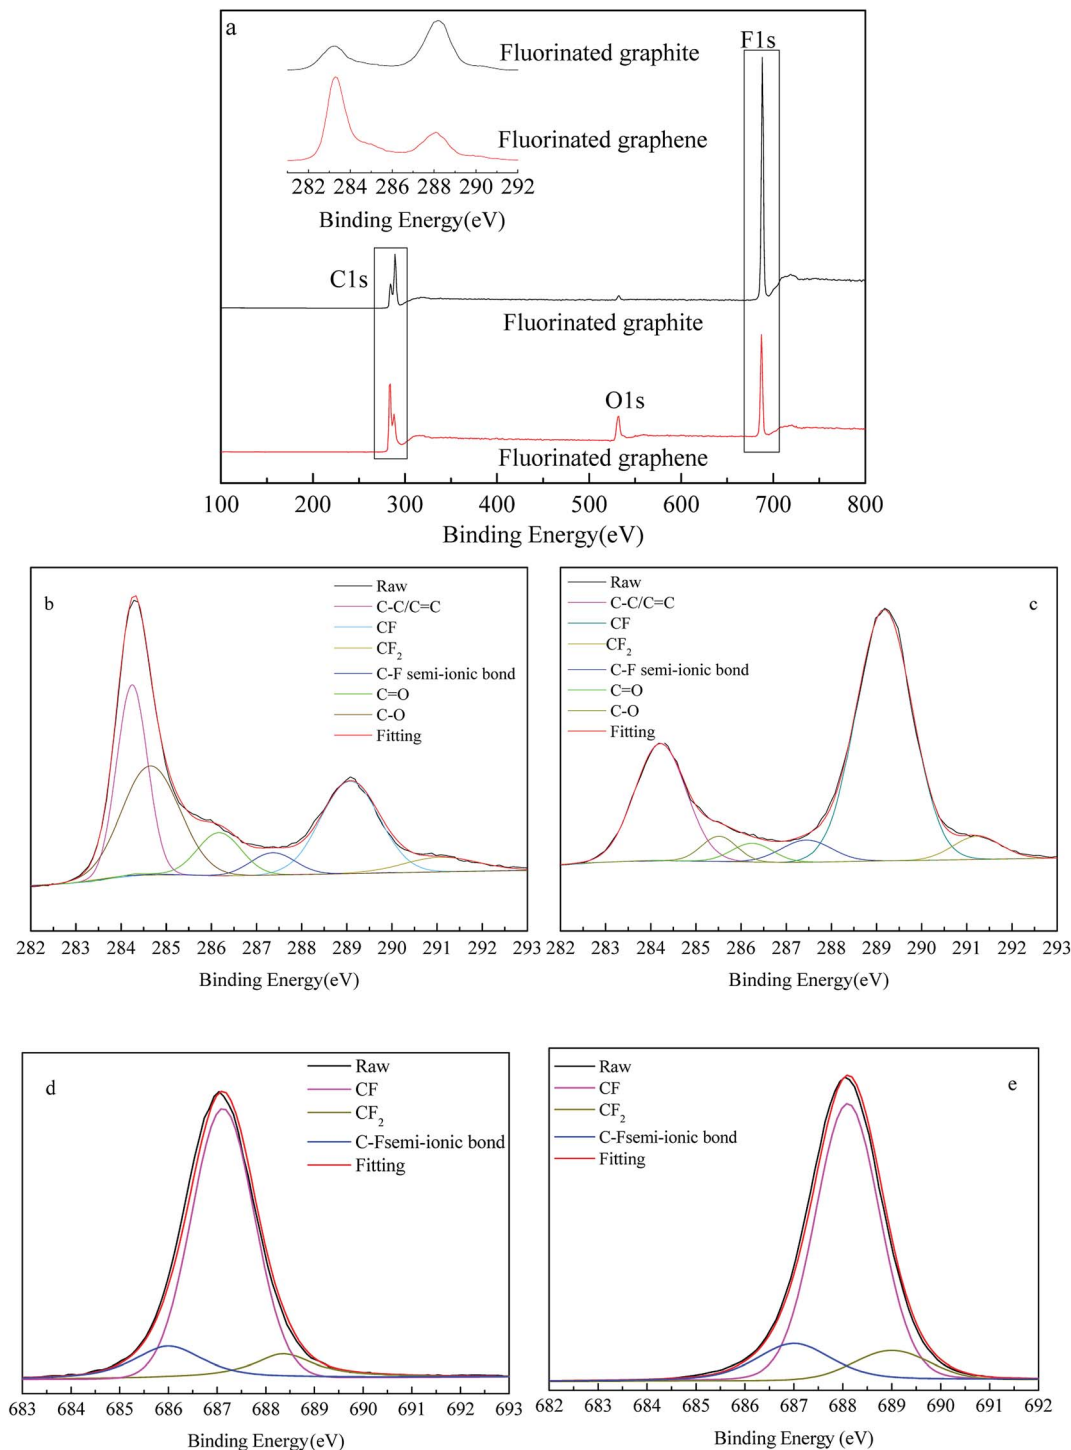 a
Fluorinated graphite
Fluorinated graphene
282 284 286 288 290 292
Binding Energy(eV)
F1s
C1s
Fluorinated graphite
O1s
Fluorinated graphene
100 200 300 400 500 600 700 800
Binding Energy(eV)
b
Raw
C-C/C=C
CF
CF₂
C-F semi-ionic bond
C=O
C-O
Fitting
282 283 284 285 286 287 288 289 290 291 292 293
Binding Energy(eV)
c
Raw
C-C/C=C
CF
CF₂
C-F semi-ionic bond
C=O
C-O
Fitting
282 283 284 285 286 287 288 289 290 291 292 293
Binding Energy(eV)
d
Raw
CF
CF₂
C-Fsemi-ionic bond
Fitting
683 684 685 686 687 688 689 690 691 692 693
Binding Energy(eV)
e
Raw
CF
CF₂
C-Fsemi-ionic bond
Fitting
682 683 684 685 686 687 688 689 690 691 692
Binding Energy (eV)